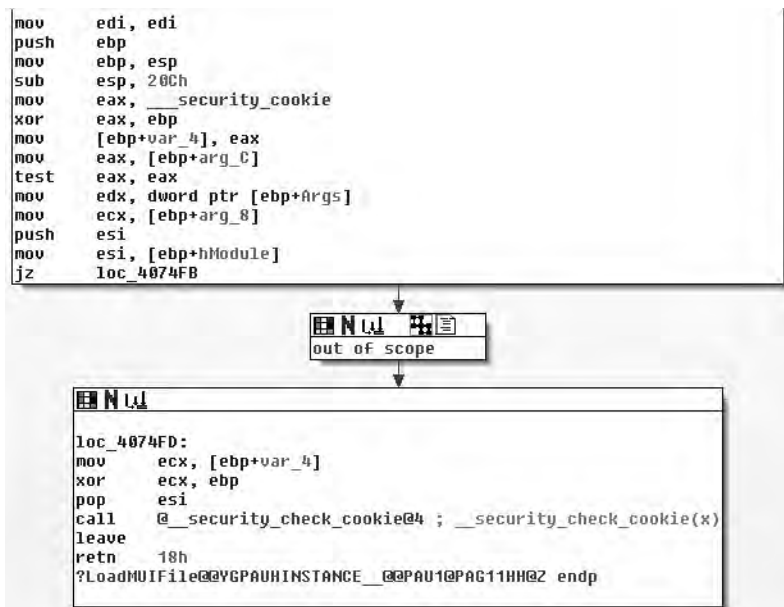 mov edi, edi
push ebp
mov ebp, esp
sub esp, 20Ch
mov eax, ___security_cookie
xor eax, ebp
mov [ebp+var_4], eax
mov eax, [ebp+arg_C]
test eax, eax
mov edx, dword ptr [ebp+Args]
mov ecx, [ebp+arg_8]
push esi
mov esi, [ebp+hModule]
jz loc_4074FB
out of scope
loc_4074FD:
mov ecx, [ebp+var_4]
xor ecx, ebp
pop esi
call @__security_check_cookie@4 ; __security_check_cookie(x)
leave
retn 18h
?LoadMUIFile@@YGPAUHINSTANCE__@@PAU1@PAG11HH@Z endp